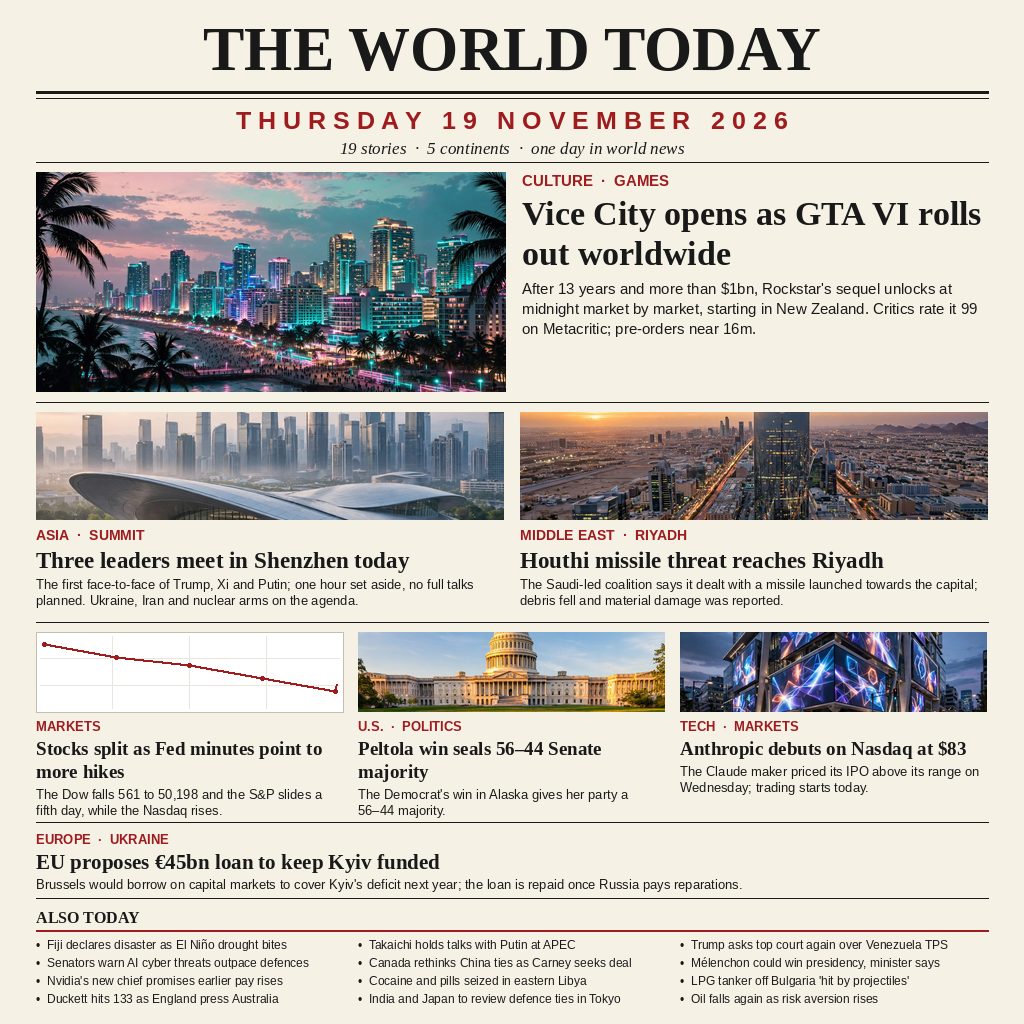 THE WORLD TODAY
THURSDAY 19 NOVEMBER 2026
19 stories · 5 continents · one day in world news
CULTURE · GAMES
Vice City opens as GTA VI rolls
out worldwide
After 13 years and more than $1bn, Rockstar's sequel unlocks at
midnight market by market, starting in New Zealand. Critics rate it 99
on Metacritic; pre-orders near 16m.
ASIA · SUMMIT
Three leaders meet in Shenzhen today
The first face-to-face of Trump, Xi and Putin; one hour set aside, no full talks
planned. Ukraine, Iran and nuclear arms on the agenda.
MIDDLE EAST · RIYADH
Houthi missile threat reaches Riyadh
The Saudi-led coalition says it dealt with a missile launched towards the capital;
debris fell and material damage was reported.
MARKETS
Stocks split as Fed minutes point to
more hikes
The Dow falls 561 to 50,198 and the S&P slides a
fifth day, while the Nasdaq rises.
U.S. · POLITICS
Peltola win seals 56–44 Senate
majority
The Democrat's win in Alaska gives her party a
56–44 majority.
TECH · MARKETS
Anthropic debuts on Nasdaq at $83
The Claude maker priced its IPO above its range on
Wednesday; trading starts today.
EUROPE · UKRAINE
EU proposes €45bn loan to keep Kyiv funded
Brussels would borrow on capital markets to cover Kyiv's deficit next year; the loan is repaid once Russia pays reparations.
ALSO TODAY
• Fiji declares disaster as El Niño drought bites
• Senators warn AI cyber threats outpace defences
• Nvidia's new chief promises earlier pay rises
• Duckett hits 133 as England press Australia
• Takaichi holds talks with Putin at APEC
• Canada rethinks China ties as Carney seeks deal
• Cocaine and pills seized in eastern Libya
• India and Japan to review defence ties in Tokyo
• Trump asks top court again over Venezuela TPS
• Mélenchon could win presidency, minister says
• LPG tanker off Bulgaria 'hit by projectiles'
• Oil falls again as risk aversion rises